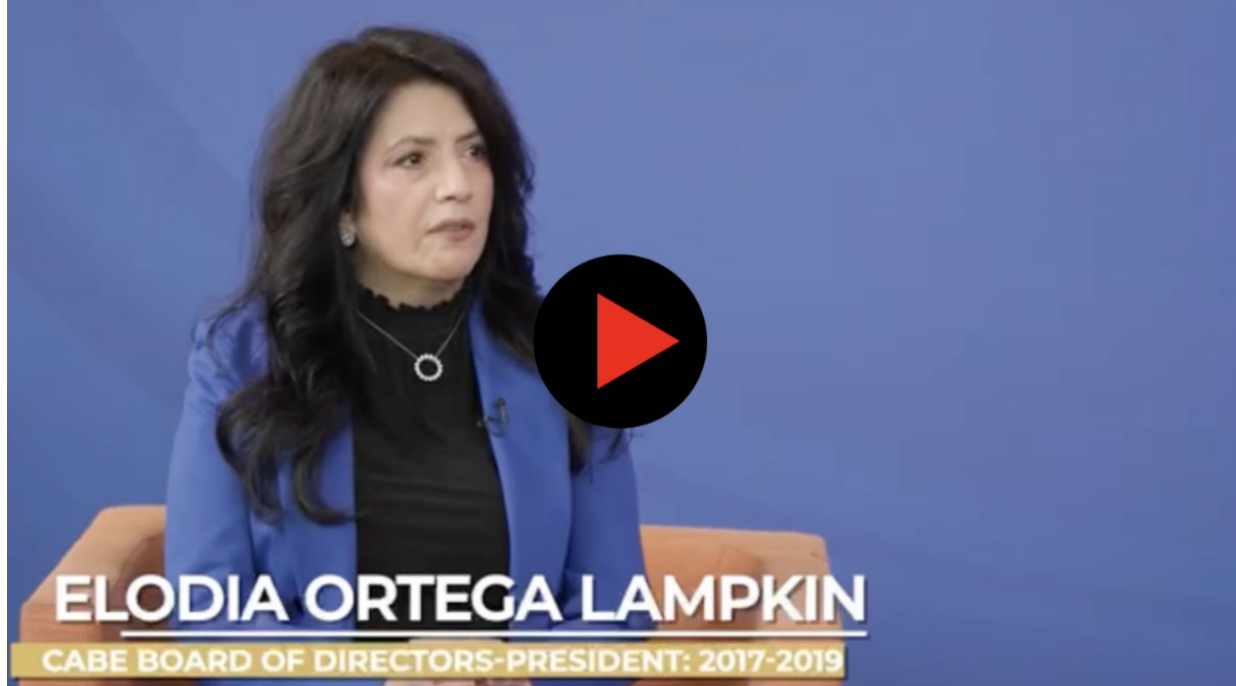 ELODIA ORTEGA LAMPKIN
CABE BOARD OF DIRECTORS-PRESIDENT: 2017-2019